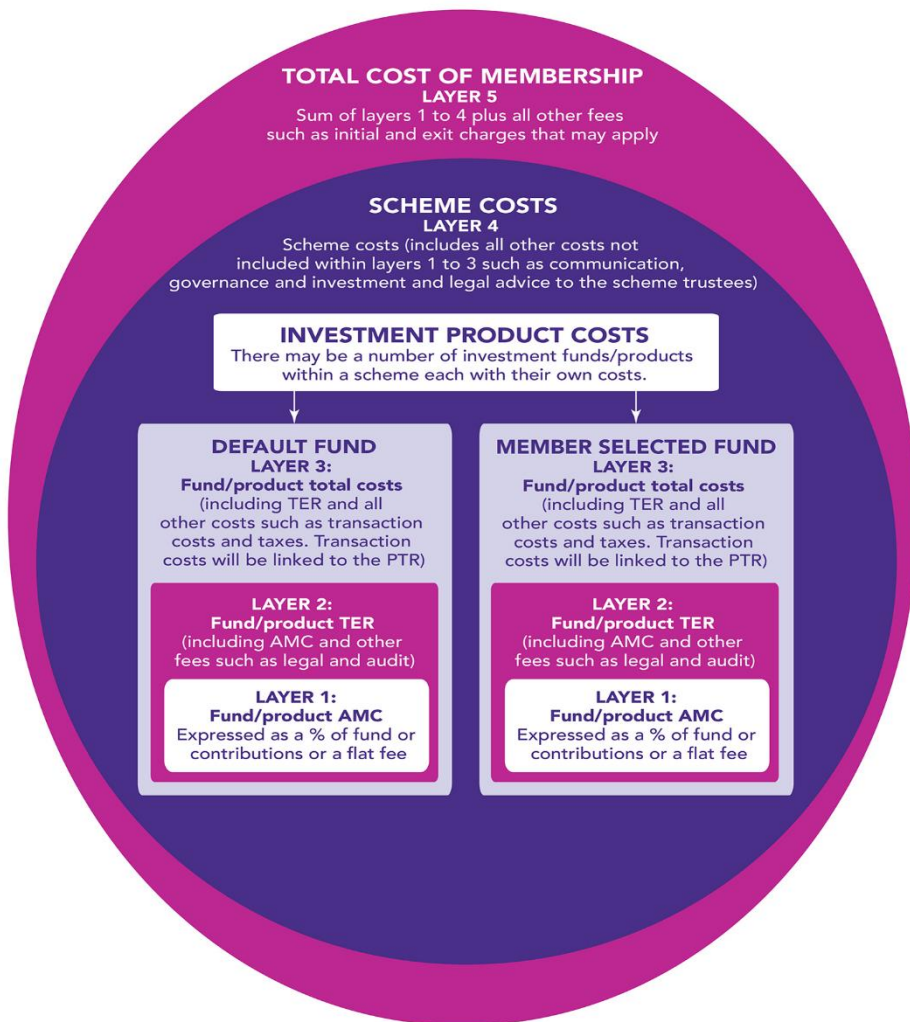 TOTAL COST OF MEMBERSHIP
LAYER 5
Sum of layers 1 to 4 plus all other fees
such as initial and exit charges that may apply
SCHEME COSTS
LAYER 4
Scheme costs (includes all other costs not
included within layers 1 to 3 such as communication,
governance and investment and legal advice to the scheme trustees)
INVESTMENT PRODUCT COSTS
There may be a number of investment funds/products
within a scheme each with their own costs.
DEFAULT FUND
LAYER 3:
Fund/product total costs
(including TER and all
other costs such as transaction
costs and taxes. Transaction
costs will be linked to the PTR)
LAYER 2:
Fund/product TER
(including AMC and other
fees such as legal and audit)
LAYER 1:
Fund/product AMC
Expressed as a % of fund or
contributions or a flat fee
MEMBER SELECTED FUND
LAYER 3:
Fund/product total costs
(including TER and all
other costs such as transaction
costs and taxes. Transaction
costs will be linked to the PTR)
LAYER 2:
Fund/product TER
(including AMC and other
fees such as legal and audit)
LAYER 1:
Fund/product AMC
Expressed as a % of fund or
contributions or a flat fee